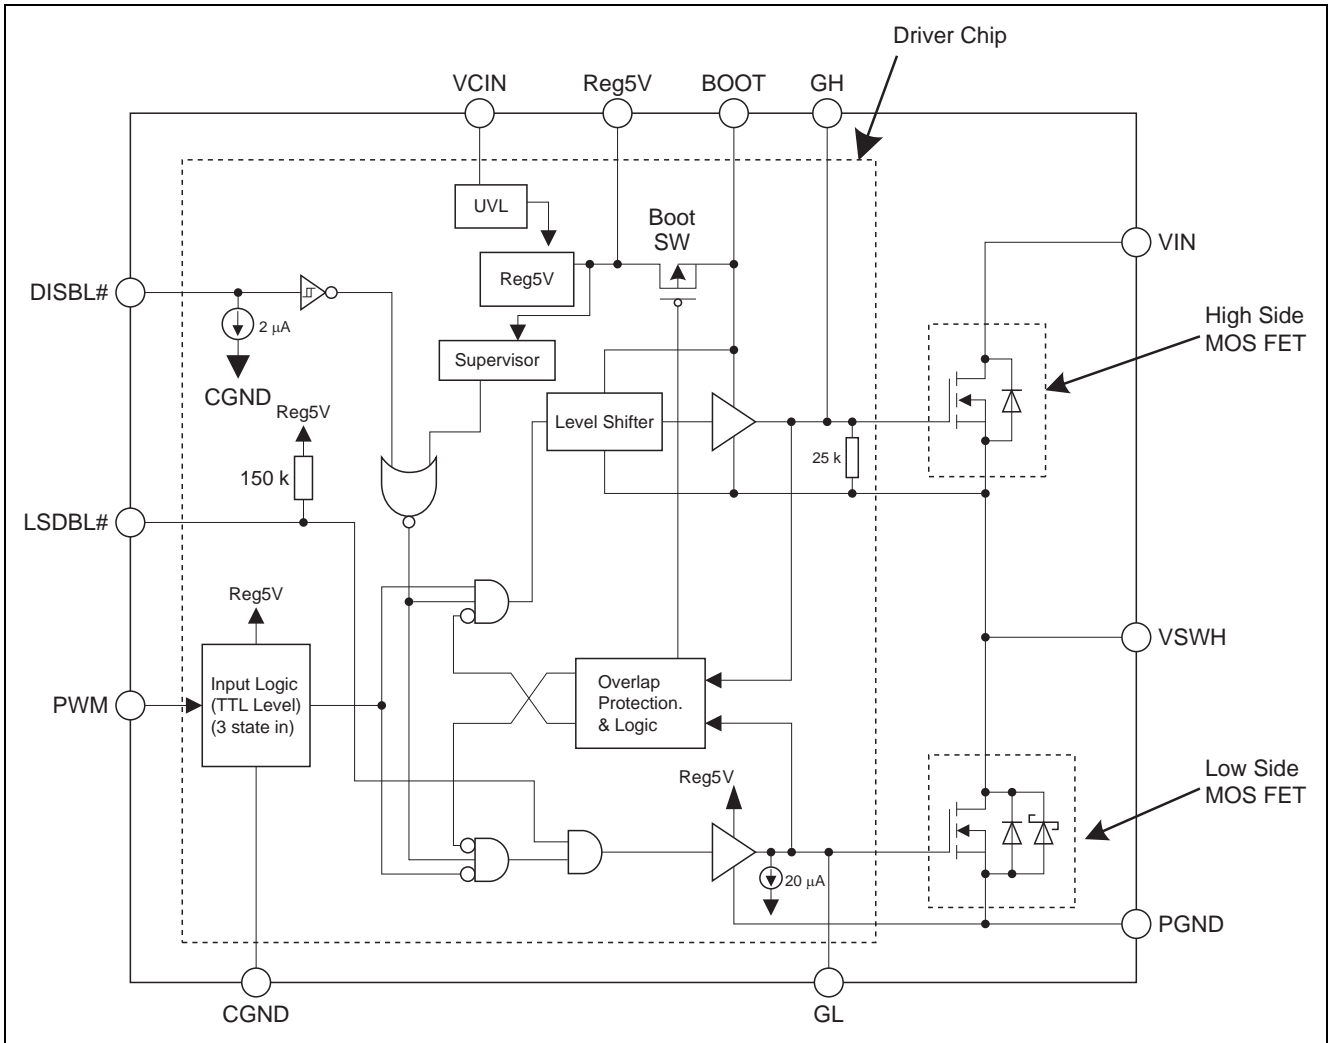 Driver Chip
VCIN
Reg5V
BOOT
GH
UVL
Boot
SW
VIN
Reg5V
DISBL#
2 μA
High Side
MOS FET
Supervisor
CGND
Reg5V
Level Shifter
25 k
150 k
LSDBL#
Reg5V
VSWH
Input Logic
(TTL Level)
(3 state in)
Overlap
Protection.
& Logic
PWM
Reg5V
Low Side
MOS FET
20 μA
PGND
CGND
GL